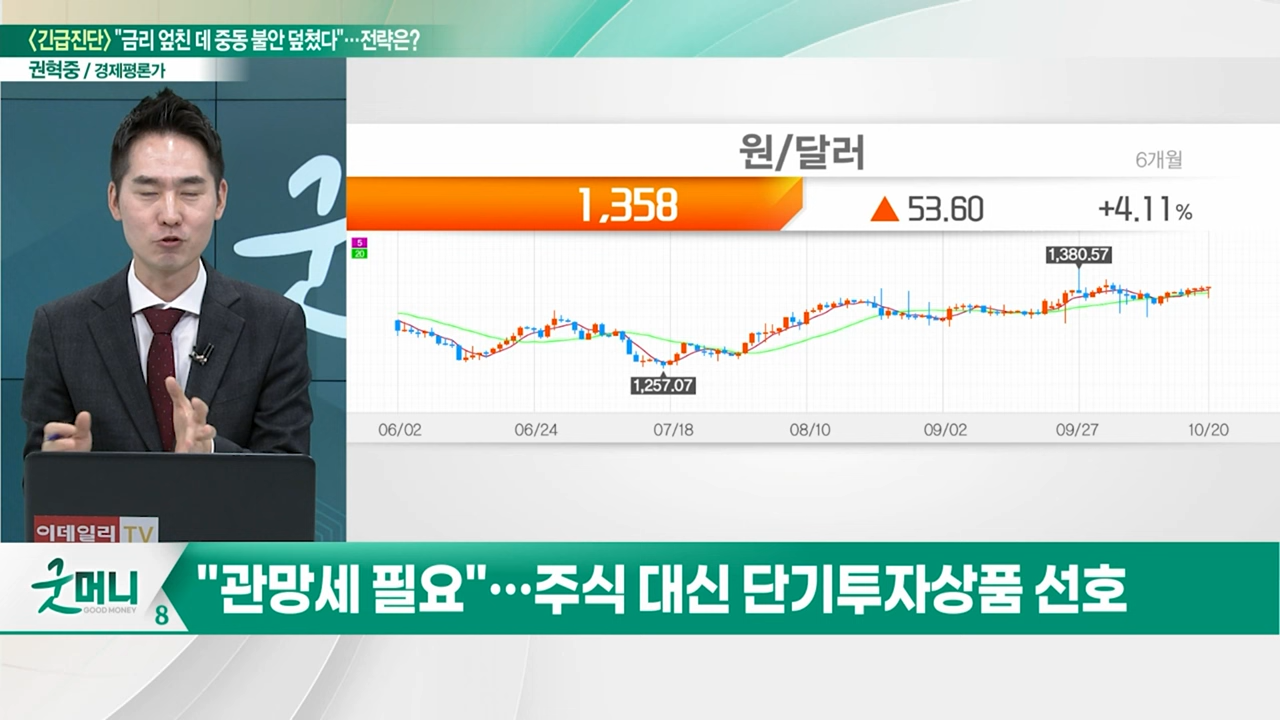 〈긴급진단〉 "금리 엎친 데 중동 불안 덮쳤다"…전략은?
권혁중 / 경제평론가
굿
원/달러
6개월
1,358
▲ 53.60
+4.11%
5
20
1,380.57
1,257.07
06/02 06/24 07/18 08/10 09/02 09/27 10/20
이데일리TV
굿머니
GOOD MONEY
8
"관망세 필요"…주식 대신 단기투자상품 선호